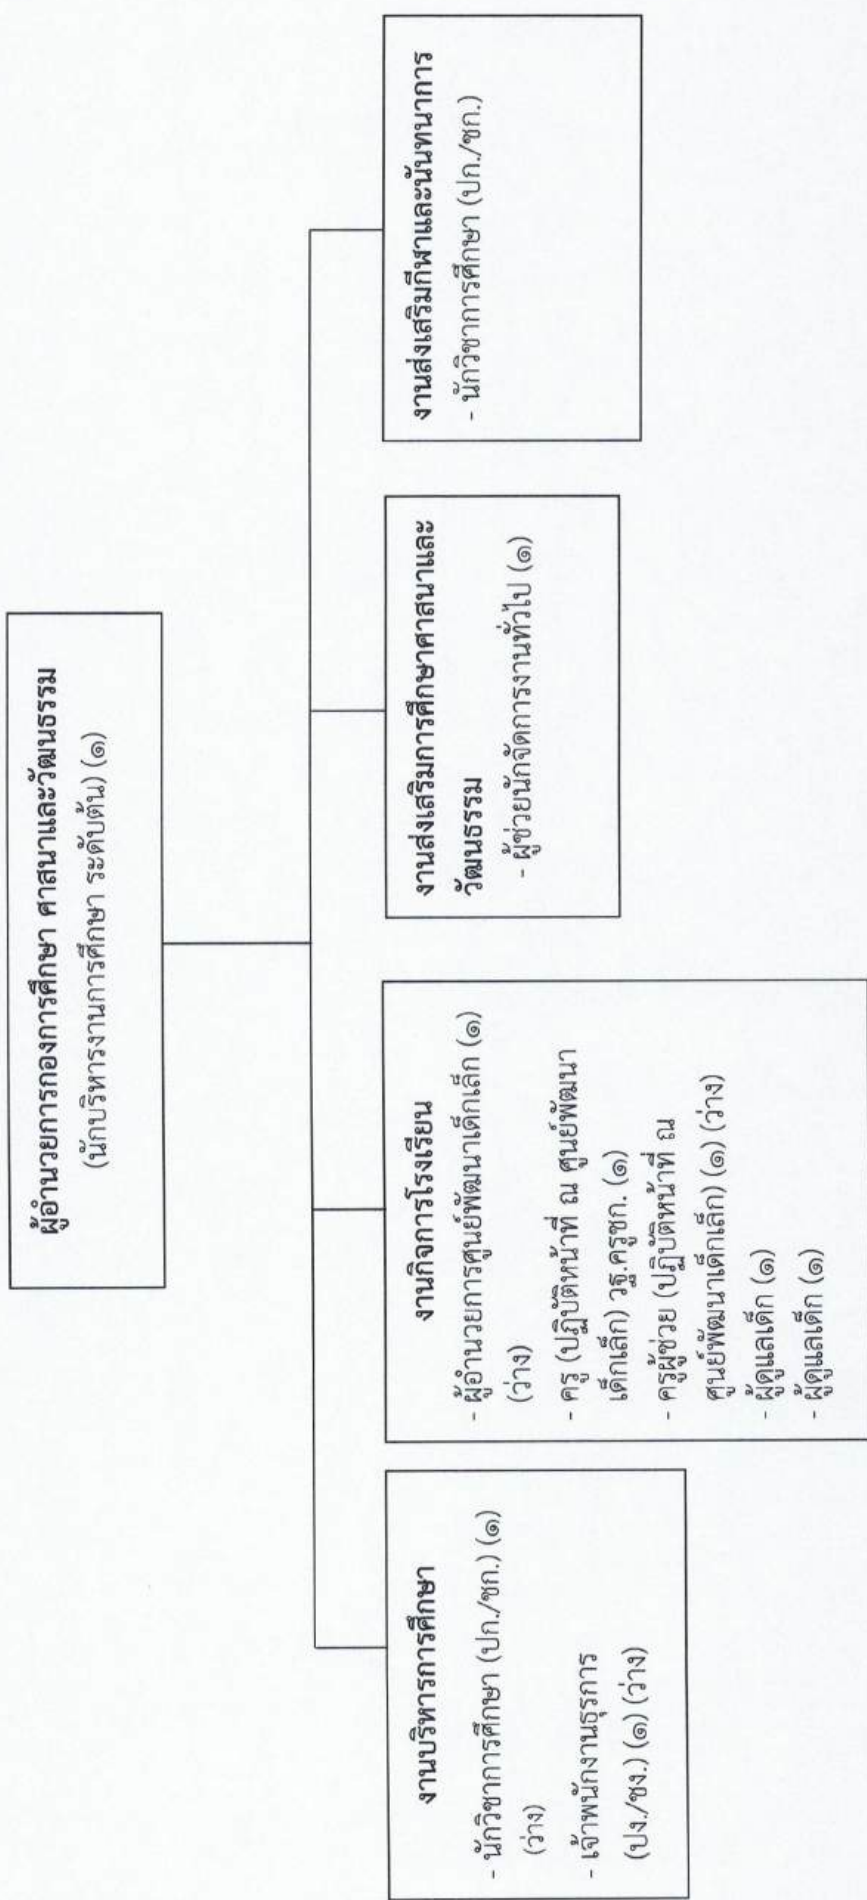 ผู้อำนวยการกองการศึกษา ศาสนาและวัฒนธรรม
(นักบริหารงานการศึกษา ระดับต้น) (๑)
งานบริหารการศึกษา
- นักวิชาการศึกษา (ปก./ชก.) (๑)
(ว่าง)
- เจ้าพนักงานธุรการ
(ปง./ชง.) (๑) (ว่าง)
งานกิจการโรงเรียน
- ผู้อำนวยการศูนย์พัฒนาเด็กเล็ก (๑)
(ว่าง)
- ครู (ปฏิบัติหน้าที่ ณ ศูนย์พัฒนา
เด็กเล็ก) วฐ.ครูชก. (๑)
- ครูผู้ช่วย (ปฏิบัติหน้าที่ ณ
ศูนย์พัฒนาเด็กเล็ก) (๑) (ว่าง)
- ผู้ดูแลเด็ก (๑)
- ผู้ดูแลเด็ก (๑)
งานส่งเสริมการศึกษาศาสนาและ
วัฒนธรรม
- ผู้ช่วยนักจัดการงานทั่วไป (๑)
งานส่งเสริมกีฬาและนันทนาการ
- นักวิชาการศึกษา (ปก./ชก.)